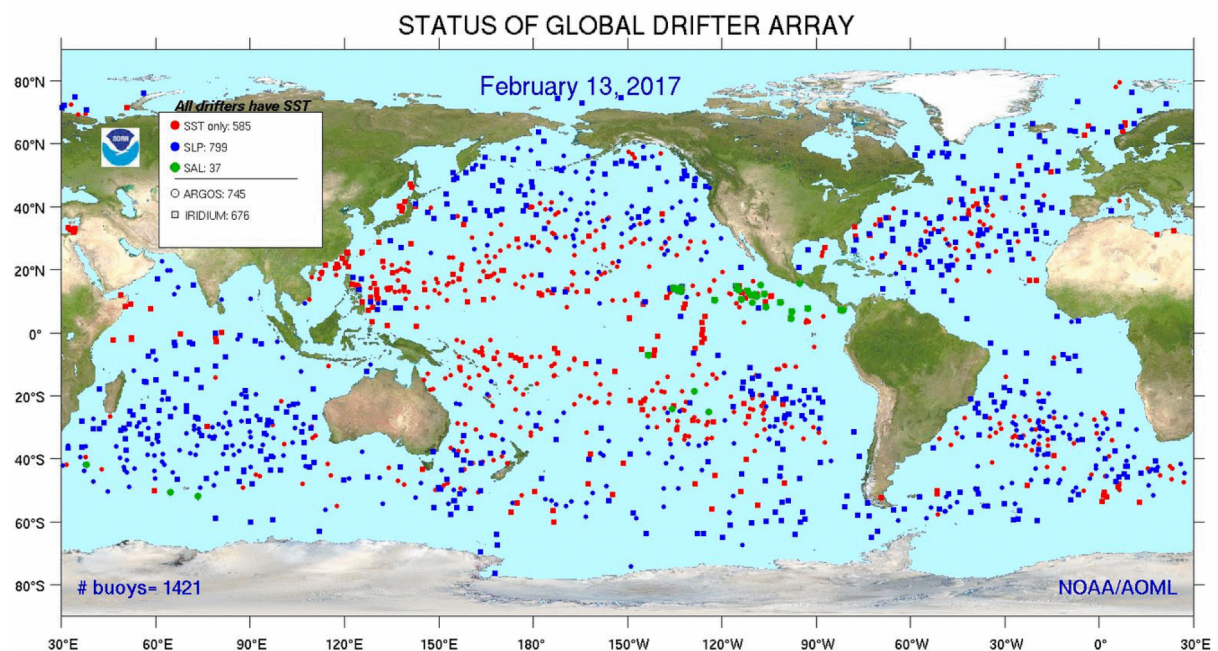 STATUS OF GLOBAL DRIFTER ARRAY
February 13, 2017
All drifters have SST
SST only: 585
SLP: 799
SAL: 37
ARGOS: 745
IRIDIUM: 676
NOAA
80°N
60°N
40°N
20°N
0°
20°S
40°S
60°S
80°S
# buoys= 1421
NOAA/AOML
30°E 60°E 90°E 120°E 150°E 180°E 150°W 120°W 90°W 60°W 30°W 0° 30°E